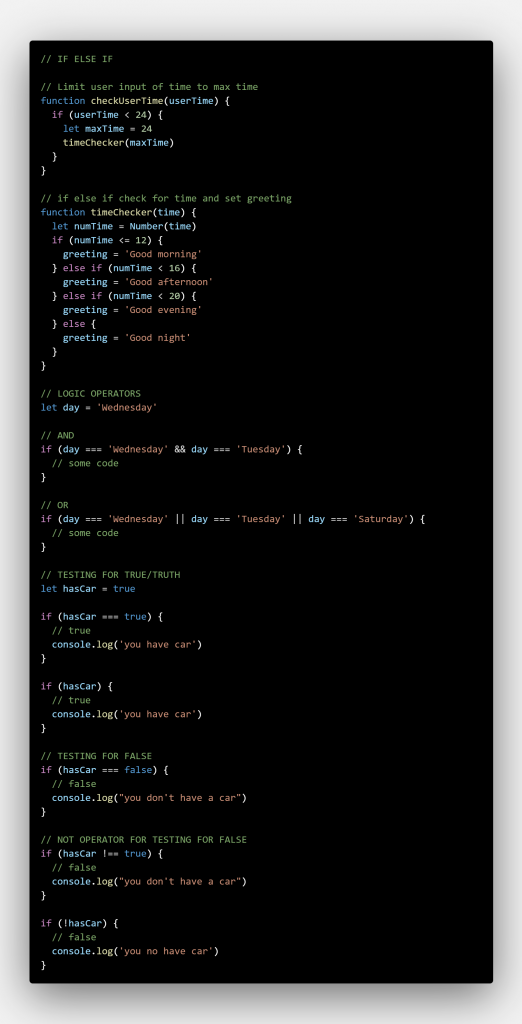 // IF ELSE IF
// Limit user input of time to max time
function checkUserTime(userTime) {
if (userTime < 24) {
let maxTime = 24
timeChecker(maxTime)
}
}
// if else if check for time and set greeting
function timeChecker(time) {
let numTime = Number(time)
if (numTime <= 12) {
greeting = 'Good morning'
} else if (numTime < 16) {
greeting = 'Good afternoon'
} else if (numTime < 20) {
greeting = 'Good evening'
} else {
greeting = 'Good night'
}
}
// LOGIC OPERATORS
let day = 'Wednesday'
// AND
if (day === 'Wednesday' && day === 'Tuesday') {
// some code
}
// OR
if (day === 'Wednesday' || day === 'Tuesday' || day === 'Saturday') {
// some code
}
// TESTING FOR TRUE/TRUTH
let hasCar = true
if (hasCar === true) {
// true
console.log('you have car')
}
if (hasCar) {
// true
console.log('you have car')
}
// TESTING FOR FALSE
if (hasCar === false) {
// false
console.log("you don't have a car")
}
// NOT OPERATOR FOR TESTING FOR FALSE
if (hasCar !== true) {
// false
console.log("you don't have a car")
}
if (!hasCar) {
// false
console.log('you no have car')
}